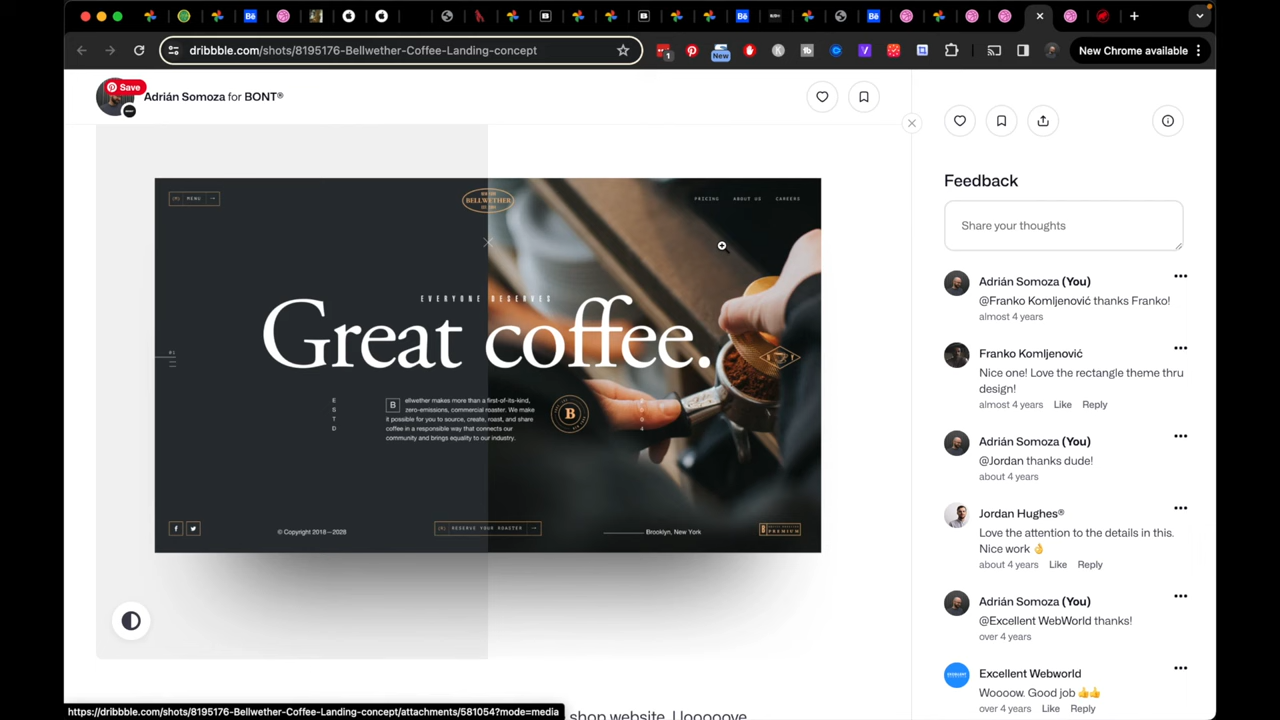 dribbble.com/shots/8195176-Bellwether-Coffee-Landing-concept
1
New
New Chrome available
Save
Adrián Somoza for BONT®
MENU
BELLWETHER
PRICING
ABOUT US
CAREERS
EVERYONE DESERVES
Great coffee.
01
E
S
T
D
B ellwether makes more than a first-of-its-kind,
zero-emissions, commercial roaster. We make
it possible for you to source, create, roast, and share
coffee in a responsible way that connects our
community and brings equality to our industry.
B
© Copyright 2018—2028
RESERVE YOUR ROASTER
Brooklyn, New York
PREMIUM
shop website. I looooove
https://dribbble.com/shots/8195176-Bellwether-Coffee-Landing-concept/attachments/581054?mode=media
Feedback
Share your thoughts
Adrián Somoza (You)
@Franko Komljenović thanks Franko!
almost 4 years
Franko Komljenović
Nice one! Love the rectangle theme thru
design!
almost 4 years Like Reply
Adrián Somoza (You)
@Jordan thanks dude!
about 4 years
Jordan Hughes®
Love the attention to the details in this.
Nice work 👌
about 4 years Like Reply
Adrián Somoza (You)
@Excellent WebWorld thanks!
over 4 years
Excellent Webworld
Woooow. Good job 👍👍
over 4 years Like Reply